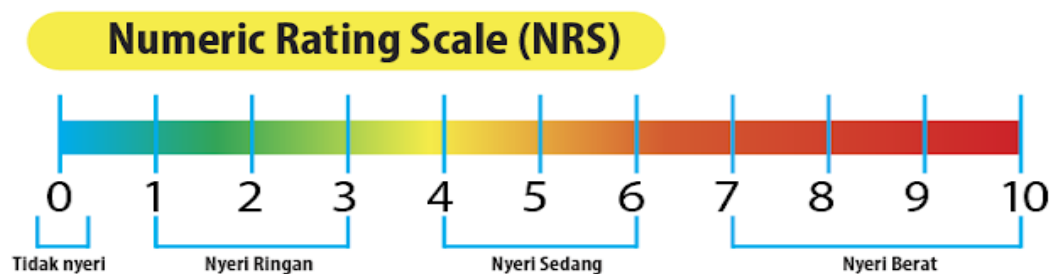 Numeric Rating Scale (NRS)
0 1 2 3 4 5 6 7 8 9 10
Tidak nyeri Nyeri Ringan Nyeri Sedang Nyeri Berat